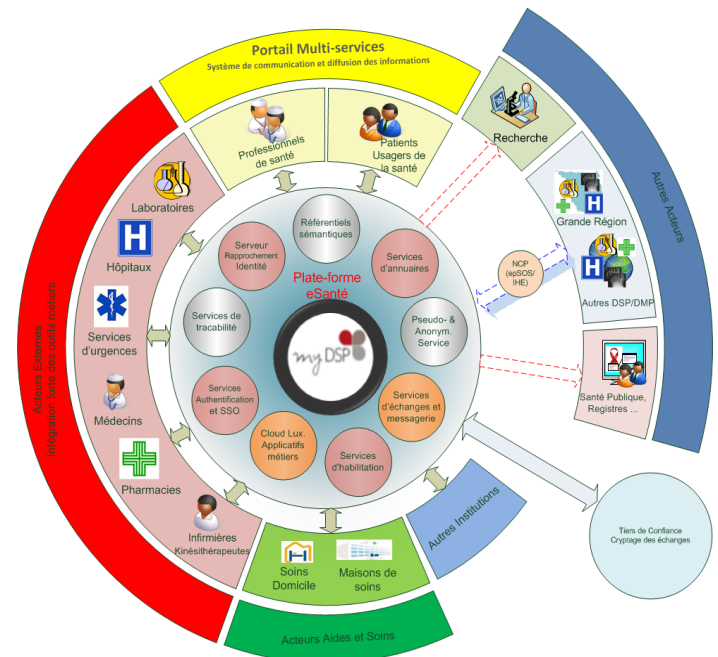 Portail Multi-services
Système de communication et diffusion des informations
Professionnels
de santé
Patients
Usagers de
la santé
Recherche
Autres Acteurs
Grande Région
Autres DSP/DMP
NCP
(epSOS/
IHE)
Santé Publique,
Registres ...
Acteurs Externes
Intégration forte des outils métiers
Laboratoires
H
Hôpitaux
Services
d'urgences
Médecins
Pharmacies
Infirmières
Kinésithérapeutes
Référentiels
sémantiques
Serveur
Rapprochement
Identité
Services
d'annuaires
Plate-forme
eSanté
Services de
tracabilité
Pseudo- &
Anonym.
Service
my DSP
Services
Authentification
et SSO
Services
d'échanges et
messagerie
Cloud Lux.
Applicatifs
métiers
Services
d'habilitation
H
H
H
Soins
Domicile
Maisons de
soins
Autres Institutions
Acteurs Aides et Soins
Tiers de Confiance
Cryptage des échanges